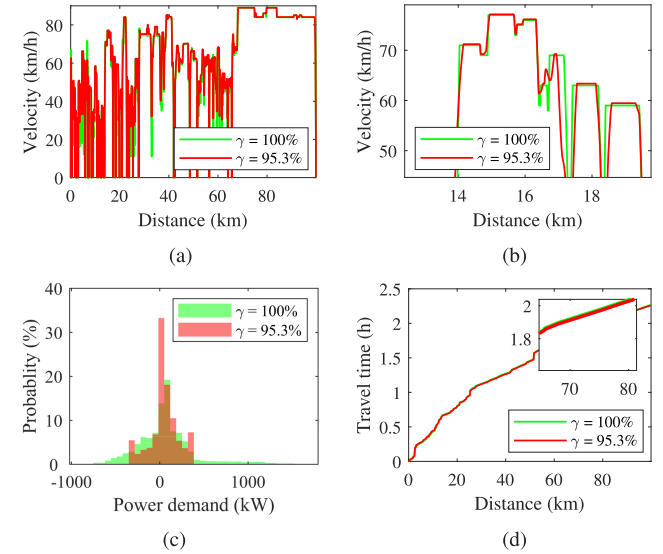 (a)
Velocity (km/h)
80
60
40
20
0
γ = 100%
γ = 95.3%
0 20 40 60 80
Distance (km)
(b)
Velocity (km/h)
70
60
50
γ = 100%
γ = 95.3%
14 16 18
Distance (km)
(a)
(b)
40
30
20
10
0
Probablity (%)
γ = 100%
γ = 95.3%
-1000 0 1000
Power demand (kW)
(c)
2.5
2
1.5
1
0.5
0
Travel time (h)
2
1.8
70 80
γ = 100%
γ = 95.3%
0 20 40 60 80
Distance (km)
(d)